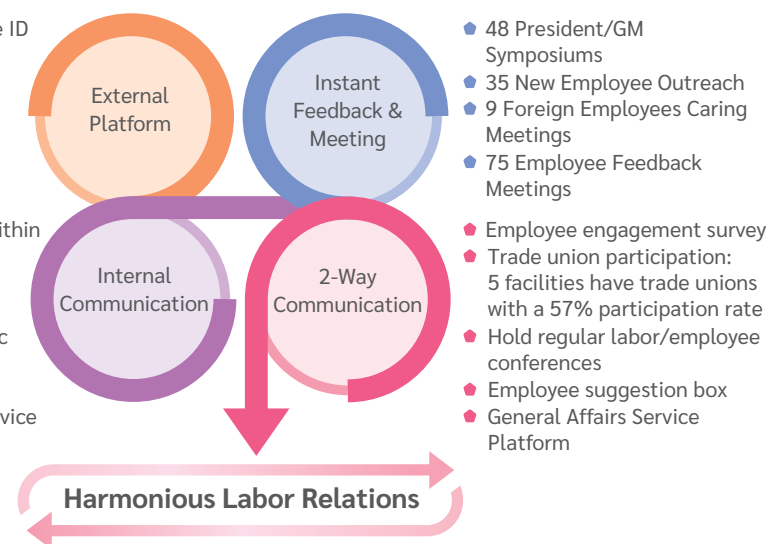 e ID
ithin
c
vice
External
Platform
Instant
Feedback &
Meeting
Internal
Communication
2-Way
Communication
48 President/GM
Symposiums
35 New Employee Outreach
9 Foreign Employees Caring
Meetings
75 Employee Feedback
Meetings
Employee engagement survey
Trade union participation:
5 facilities have trade unions
with a 57% participation rate
Hold regular labor/employee
conferences
Employee suggestion box
General Affairs Service
Platform
Harmonious Labor Relations